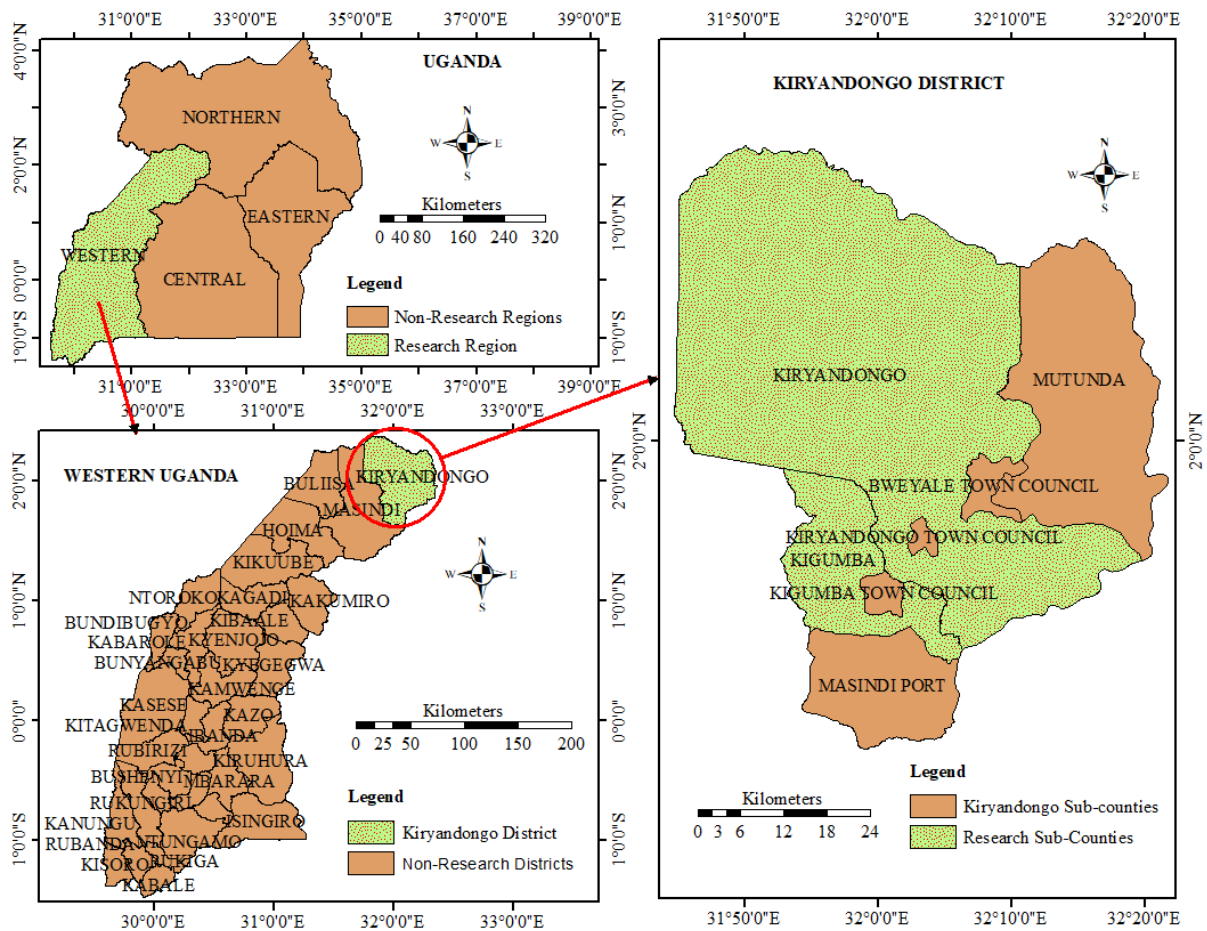 31°0'0"E 33°0'0"E 35°0'0"E 37°0'0"E 39°0'0"E
4°0'0"N
3°0'0"N
2°0'0"N
1°0'0"N
0°0'0"
1°0'0"S
UGANDA
NORTHERN
EASTERN
WESTERN
CENTRAL
N
W E
S
Kilometers
0 40 80 160 240 320
Legend
Non-Research Regions
Research Region
31°0'0"E 33°0'0"E 35°0'0"E 37°0'0"E 39°0'0"E
30°0'0"E 31°0'0"E 32°0'0"E 33°0'0"E
WESTERN UGANDA
2°0'0"N
1°0'0"N
0°0'0"
1°0'0"S
KIRYANDONGO
BULIISA
MASINDI
HOIMA
KIKUUBE
NTOROKO
KAGADI
KAKUMIRO
BUNDIBUGYO
KIBAALE
KABAROLE
KYENJOJO
BUNYANGABU
KYEGEGWA
KAMWENGE
KASESE
KAZO
KITAGWENDA
IBANDA
RUBIRIZI
KIRUHURA
BUSHENYI
MBARARA
RUKUNGIRI
ISINGIRO
KANUNGU
NTUNGAMO
RUBANDA
RUKIGA
KISORO
KABALE
N
W E
S
Kilometers
0 25 50 100 150 200
Legend
Kiryandongo District
Non-Research Districts
30°0'0"E 31°0'0"E 32°0'0"E 33°0'0"E
31°50'0"E 32°0'0"E 32°10'0"E 32°20'0"E
KIRYANDONGO DISTRICT
N
W E
S
2°0'0"N
2°0'0"N
KIRYANDONGO
MUTUNDA
BWEYALE TOWN COUNCIL
KIRYANDONGO TOWN COUNCIL
KIGUMBA
KIGUMBA TOWN COUNCIL
MASINDI PORT
Kilometers
0 3 6 12 18 24
Legend
Kiryandongo Sub-counties
Research Sub-Counties
31°50'0"E 32°0'0"E 32°10'0"E 32°20'0"E